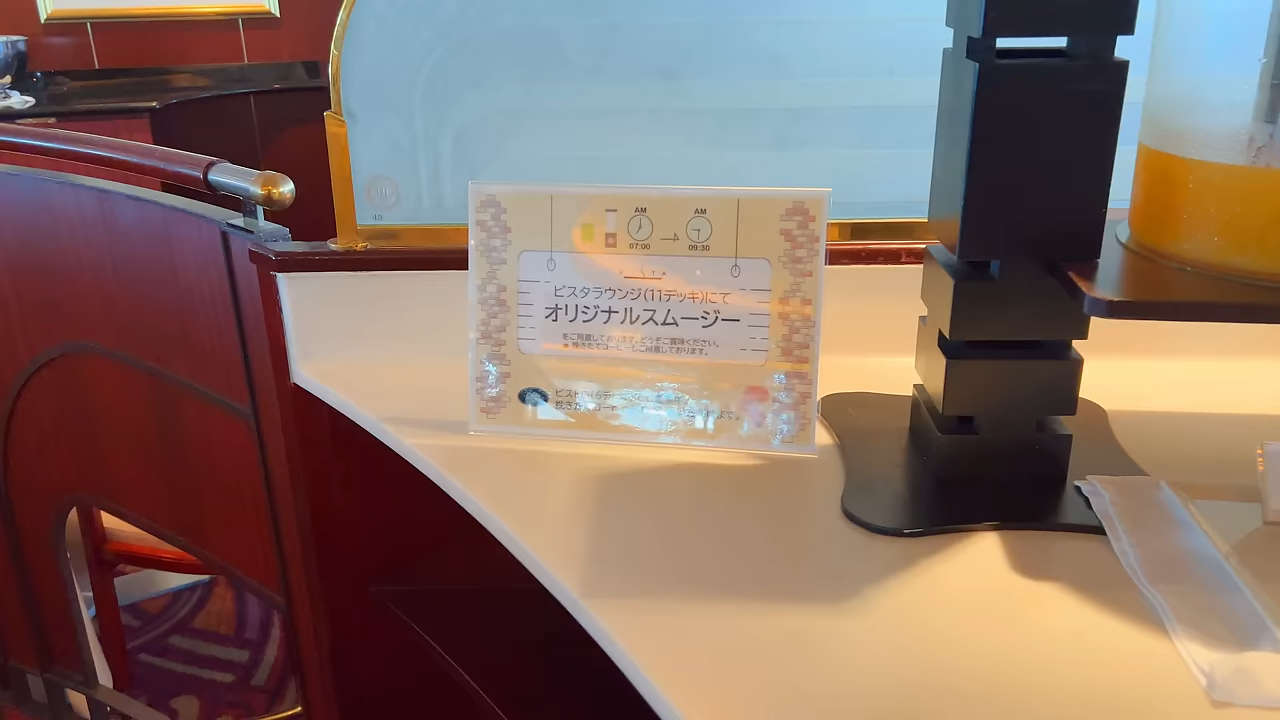 AM AM
07:00 09:30
VISTA
ビスタラウンジ(11デッキ)にて
オリジナルスムージー
をご用意しております。どうぞご賞味ください。
挽きたてコーヒーもご用意しております。
49